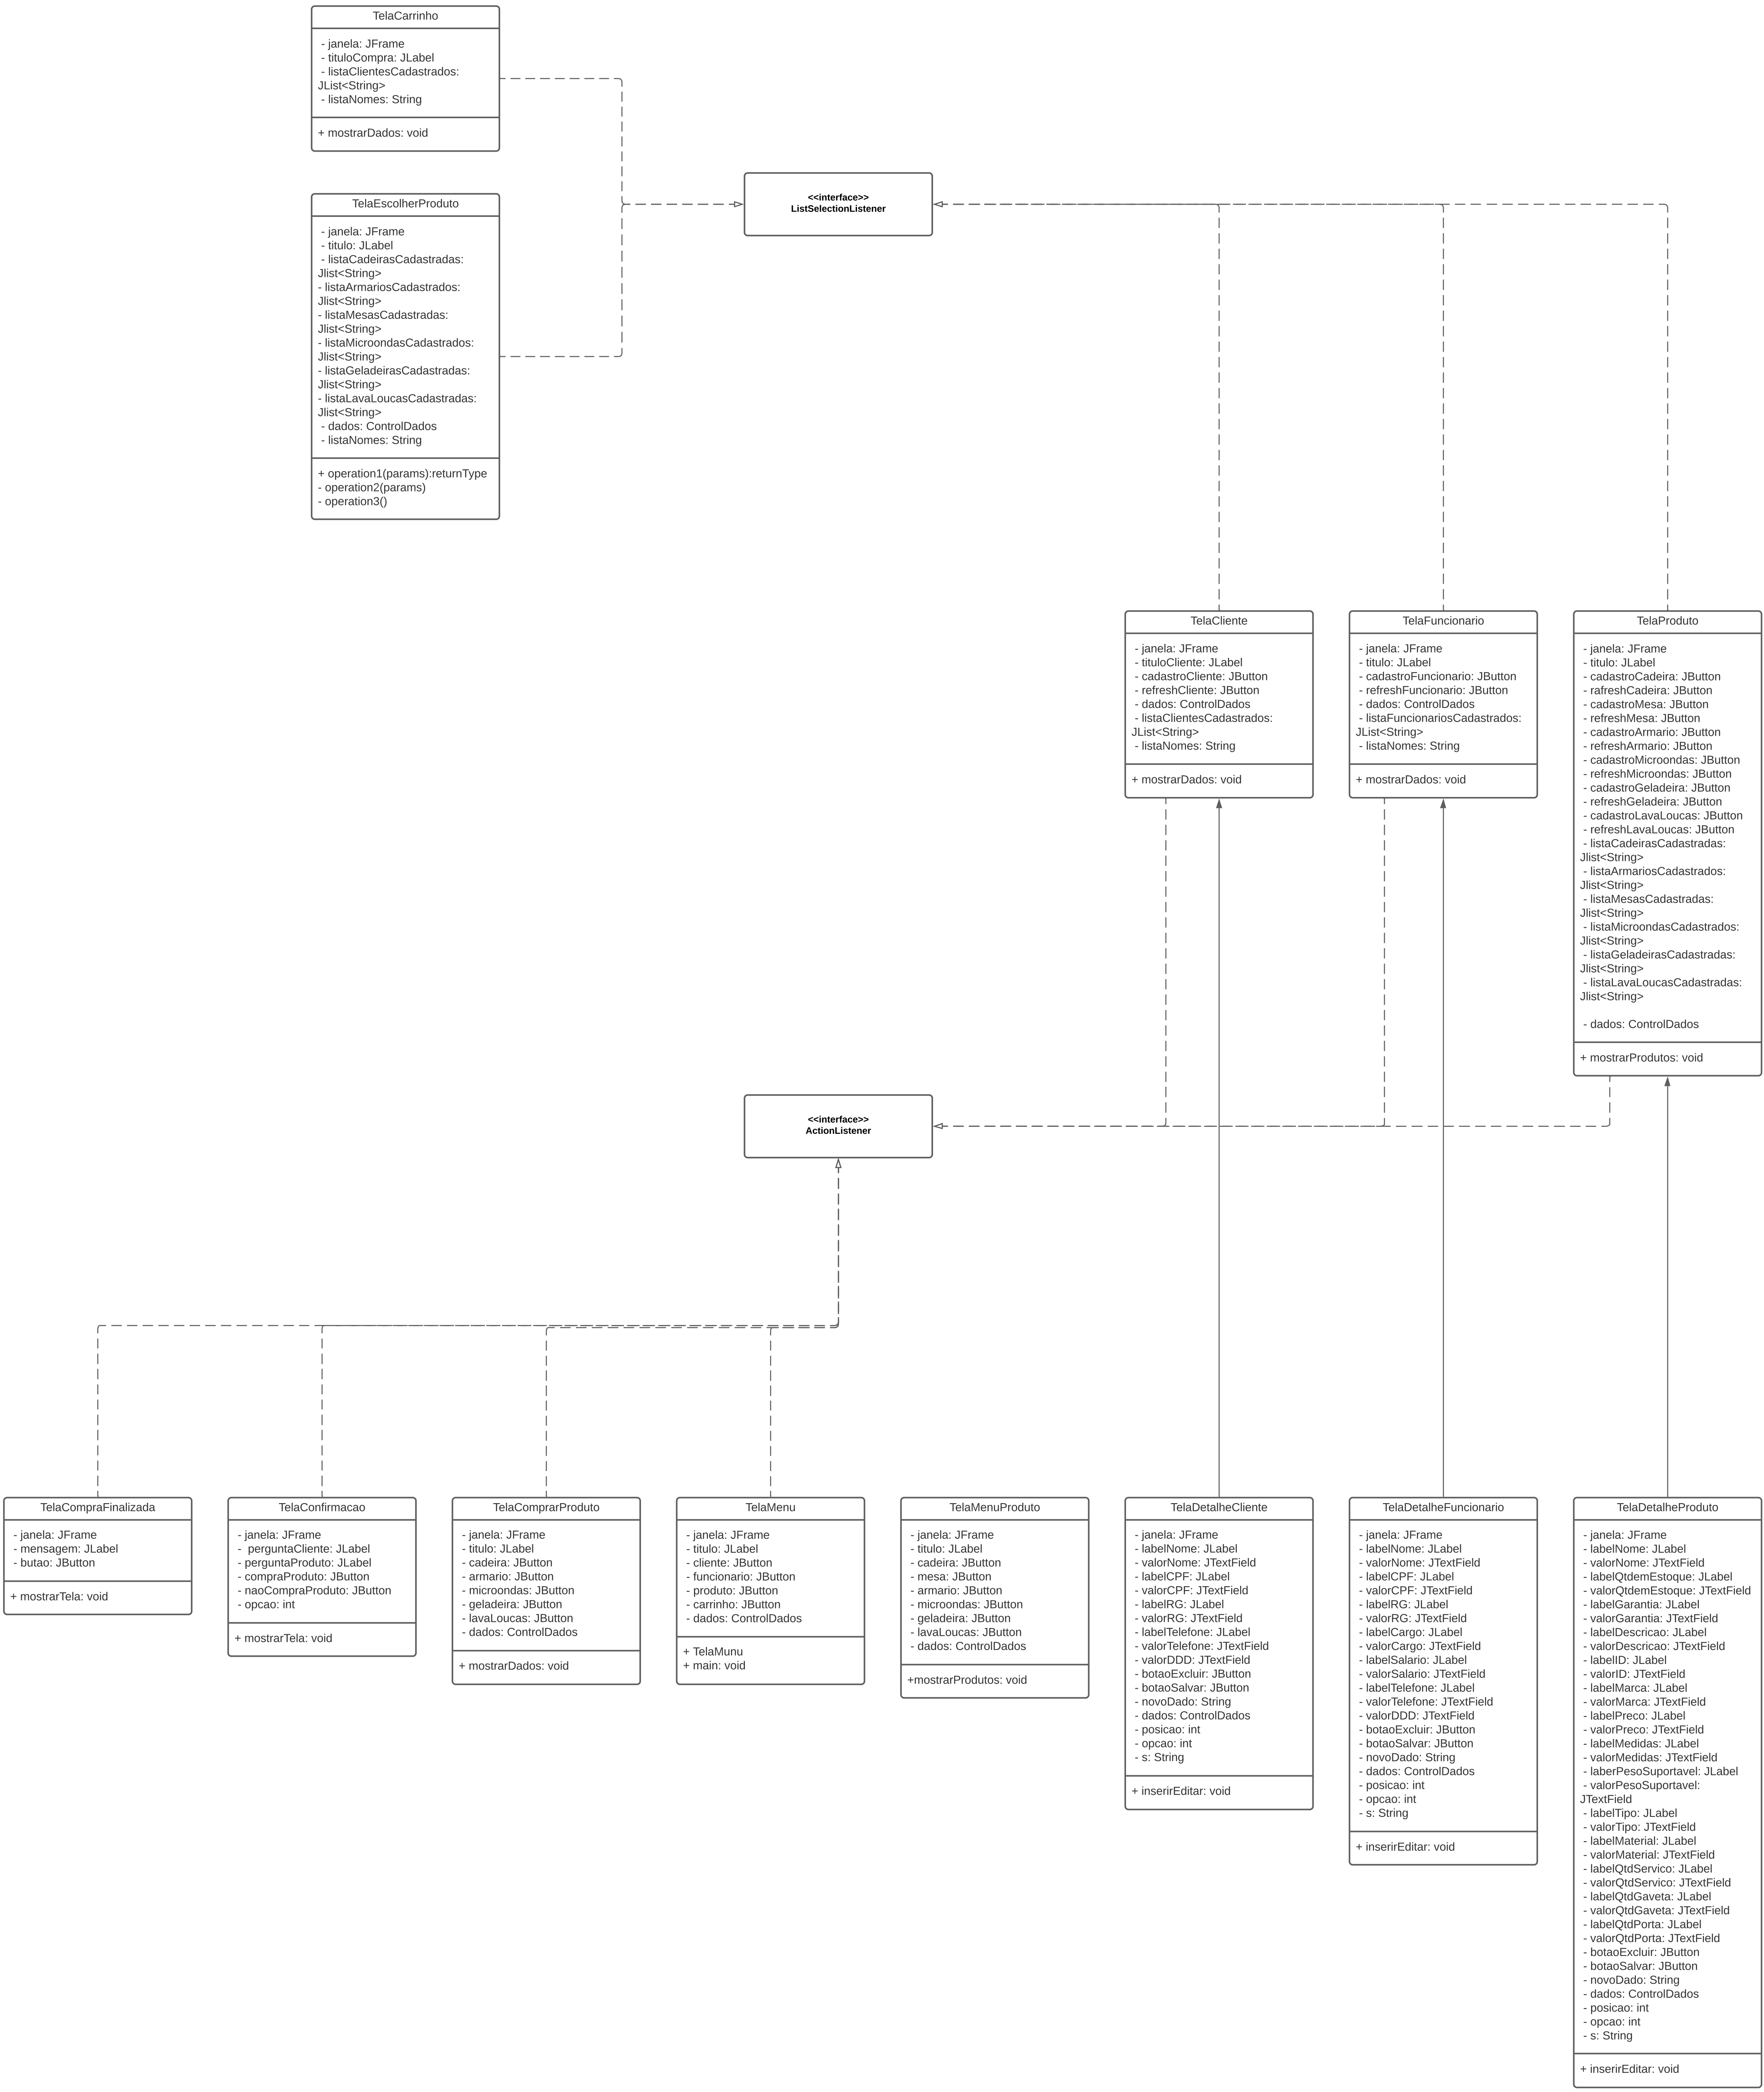 TelaCarrinho
- janela: JFrame
- tituloCompra: JLabel
- listaClientesCadastrados:
JList<String>
- listaNomes: String
+ mostrarDados: void
TelaEscolherProduto
- janela: JFrame
- titulo: JLabel
- listaCadeirasCadastradas:
Jlist<String>
- listaArmariosCadastrados:
Jlist<String>
- listaMesasCadastradas:
Jlist<String>
- listaMicroondasCadastrados:
Jlist<String>
- listaGeladeirasCadastradas:
Jlist<String>
- listaLavaLoucasCadastradas:
Jlist<String>
- dados: ControlDados
- listaNomes: String
+ operation1(params):returnType
- operation2(params)
- operation3()
<<interface>>
ListSelectionListener
TelaCliente
- janela: JFrame
- tituloCliente: JLabel
- cadastroCliente: JButton
- refreshCliente: JButton
- dados: ControlDados
- listaClientesCadastrados:
JList<String>
- listaNomes: String
+ mostrarDados: void
TelaFuncionario
- janela: JFrame
- titulo: JLabel
- cadastroFuncionario: JButton
- refreshFuncionario: JButton
- dados: ControlDados
- listaFuncionariosCadastrados:
JList<String>
- listaNomes: String
+ mostrarDados: void
TelaProduto
- janela: JFrame
- titulo: JLabel
- cadastroCadeira: JButton
- rafreshCadeira: JButton
- cadastroMesa: JButton
- refreshMesa: JButton
- cadastroArmario: JButton
- refreshArmario: JButton
- cadastroMicroondas: JButton
- refreshMicroondas: JButton
- cadastroGeladeira: JButton
- refreshGeladeira: JButton
- cadastroLavaLoucas: JButton
- refreshLavaLoucas: JButton
- listaCadeirasCadastradas:
Jlist<String>
- listaArmariosCadastrados:
Jlist<String>
- listaMesasCadastradas:
Jlist<String>
- listaMicroondasCadastrados:
Jlist<String>
- listaGeladeirasCadastradas:
Jlist<String>
- listaLavaLoucasCadastradas:
Jlist<String>
- dados: ControlDados
+ mostrarProdutos: void
<<interface>>
ActionListener
TelaCompraFinalizada
- janela: JFrame
- mensagem: JLabel
- butao: JButton
+ mostrarTela: void
TelaConfirmacao
- janela: JFrame
- perguntaCliente: JLabel
- perguntaProduto: JLabel
- compraProduto: JButton
- naoCompraProduto: JButton
- opcao: int
+ mostrarTela: void
TelaComprarProduto
- janela: JFrame
- titulo: JLabel
- cadeira: JButton
- armario: JButton
- microondas: JButton
- geladeira: JButton
- lavaLoucas: JButton
- dados: ControlDados
+ mostrarDados: void
TelaMenu
- janela: JFrame
- titulo: JLabel
- cliente: JButton
- funcionario: JButton
- produto: JButton
- carrinho: JButton
- dados: ControlDados
+ TelaMunu
+ main: void
TelaMenuProduto
- janela: JFrame
- titulo: JLabel
- cadeira: JButton
- mesa: JButton
- armario: JButton
- microondas: JButton
- geladeira: JButton
- lavaLoucas: JButton
- dados: ControlDados
+mostrarProdutos: void
TelaDetalheCliente
- janela: JFrame
- labelNome: JLabel
- valorNome: JTextField
- labelCPF: JLabel
- valorCPF: JTextField
- labelRG: JLabel
- valorRG: JTextField
- labelTelefone: JLabel
- valorTelefone: JTextField
- valorDDD: JTextField
- botaoExcluir: JButton
- botaoSalvar: JButton
- novoDado: String
- dados: ControlDados
- posicao: int
- opcao: int
- s: String
+ inserirEditar: void
TelaDetalheFuncionario
- janela: JFrame
- labelNome: JLabel
- valorNome: JTextField
- labelCPF: JLabel
- valorCPF: JTextField
- labelRG: JLabel
- valorRG: JTextField
- labelCargo: JLabel
- valorCargo: JTextField
- labelSalario: JLabel
- valorSalario: JTextField
- labelTelefone: JLabel
- valorTelefone: JTextField
- valorDDD: JTextField
- botaoExcluir: JButton
- botaoSalvar: JButton
- novoDado: String
- dados: ControlDados
- posicao: int
- opcao: int
- s: String
+ inserirEditar: void
TelaDetalheProduto
- janela: JFrame
- labelNome: JLabel
- valorNome: JTextField
- labelQtdemEstoque: JLabel
- valorQtdemEstoque: JTextField
- labelGarantia: JLabel
- valorGarantia: JTextField
- labelDescricao: JLabel
- valorDescricao: JTextField
- labelID: JLabel
- valorID: JTextField
- labelMarca: JLabel
- valorMarca: JTextField
- labelPreco: JLabel
- valorPreco: JTextField
- labelMedidas: JLabel
- valorMedidas: JTextField
- laberPesoSuportavel: JLabel
- valorPesoSuportavel:
JTextField
- labelTipo: JLabel
- valorTipo: JTextField
- labelMaterial: JLabel
- valorMaterial: JTextField
- labelQtdServico: JLabel
- valorQtdServico: JTextField
- labelQtdGaveta: JLabel
- valorQtdGaveta: JTextField
- labelQtdPorta: JLabel
- valorQtdPorta: JTextField
- botaoExcluir: JButton
- botaoSalvar: JButton
- novoDado: String
- dados: ControlDados
- posicao: int
- opcao: int
- s: String
+ inserirEditar: void